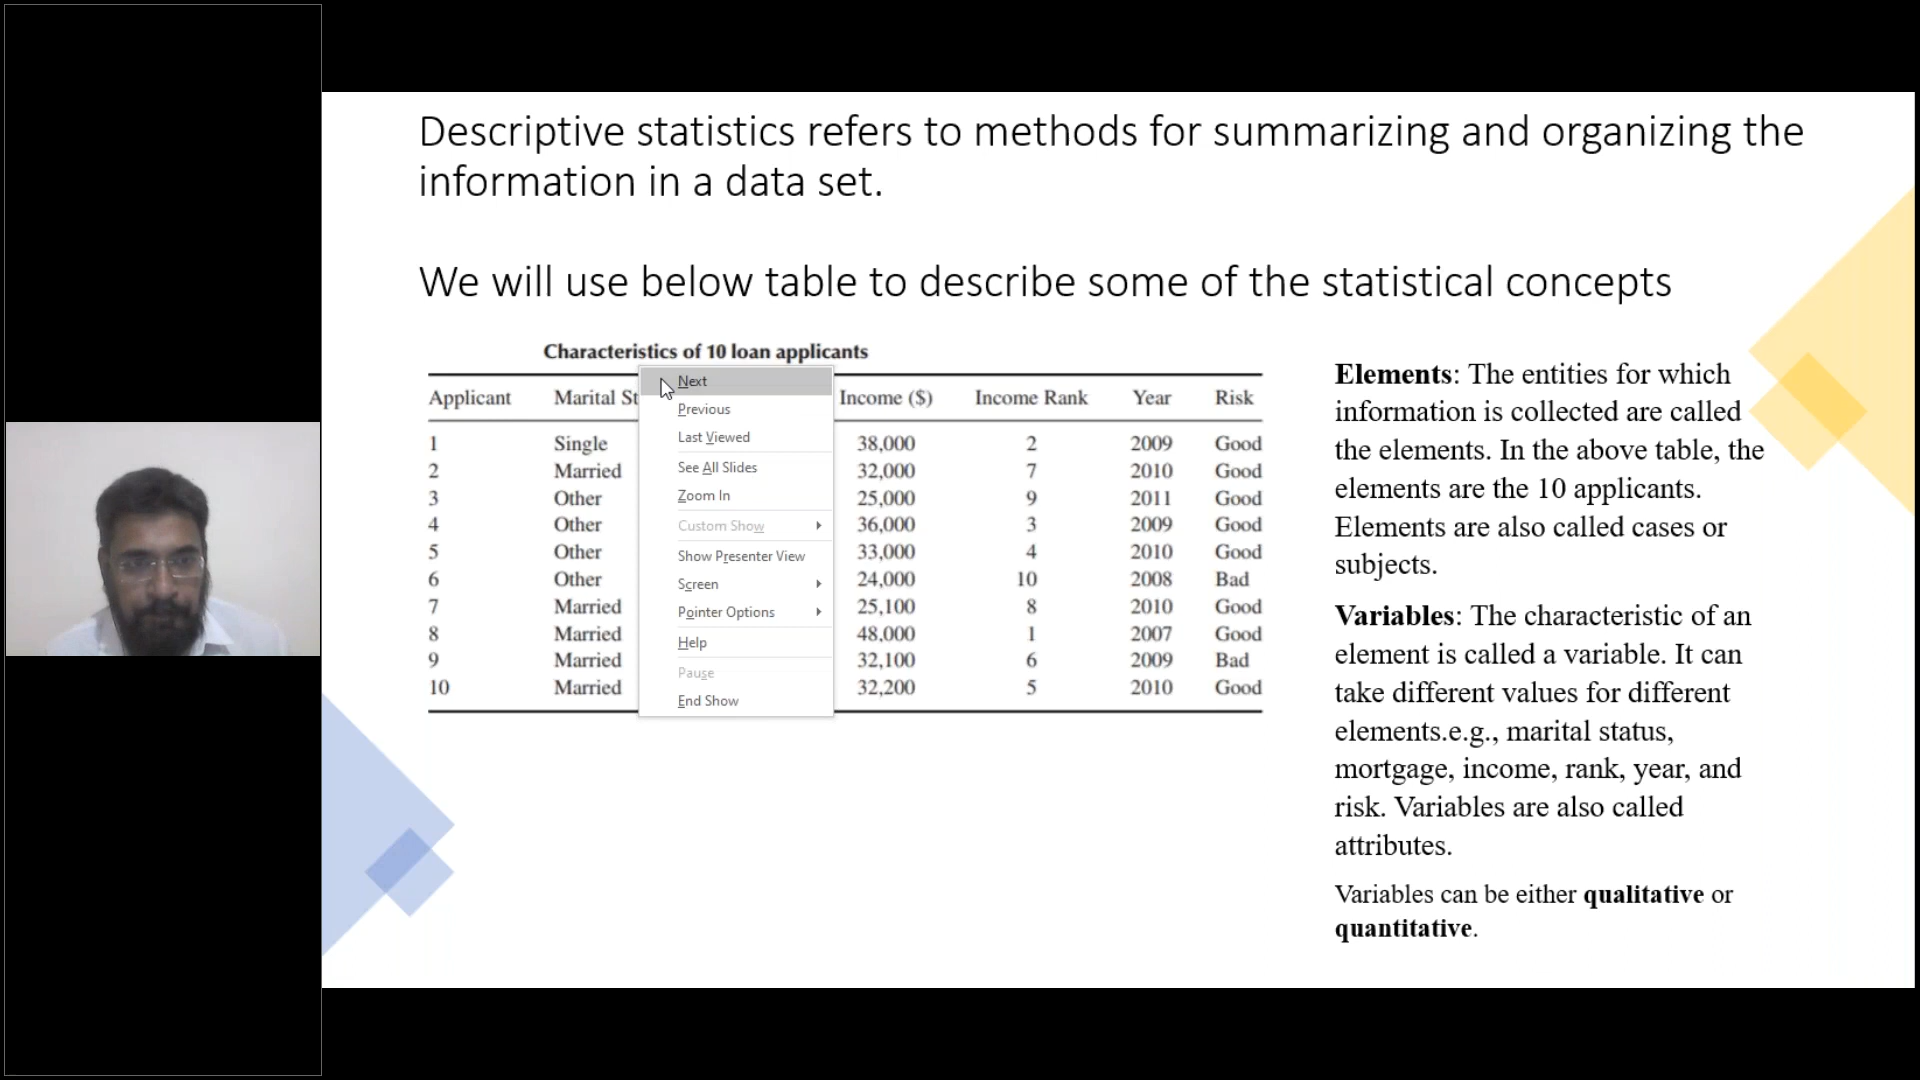 Descriptive statistics refers to methods for summarizing and organizing the
information in a data set.
We will use below table to describe some of the statistical concepts
Characteristics of 10 loan applicants
Applicant Marital St Income ($) Income Rank Year Risk
1 Single 38,000 2 2009 Good
2 Married 32,000 7 2010 Good
3 Other 25,000 9 2011 Good
4 Other 36,000 3 2009 Good
5 Other 33,000 4 2010 Good
6 Other 24,000 10 2008 Bad
7 Married 25,100 8 2010 Good
8 Married 48,000 1 2007 Good
9 Married 32,100 6 2009 Bad
10 Married 32,200 5 2010 Good
Next
Previous
Last Viewed
See All Slides
Zoom In
Custom Show
Show Presenter View
Screen
Pointer Options
Help
Pause
End Show
Elements: The entities for which
information is collected are called
the elements. In the above table, the
elements are the 10 applicants.
Elements are also called cases or
subjects.
Variables: The characteristic of an
element is called a variable. It can
take different values for different
elements.e.g., marital status,
mortgage, income, rank, year, and
risk. Variables are also called
attributes.
Variables can be either qualitative or
quantitative.